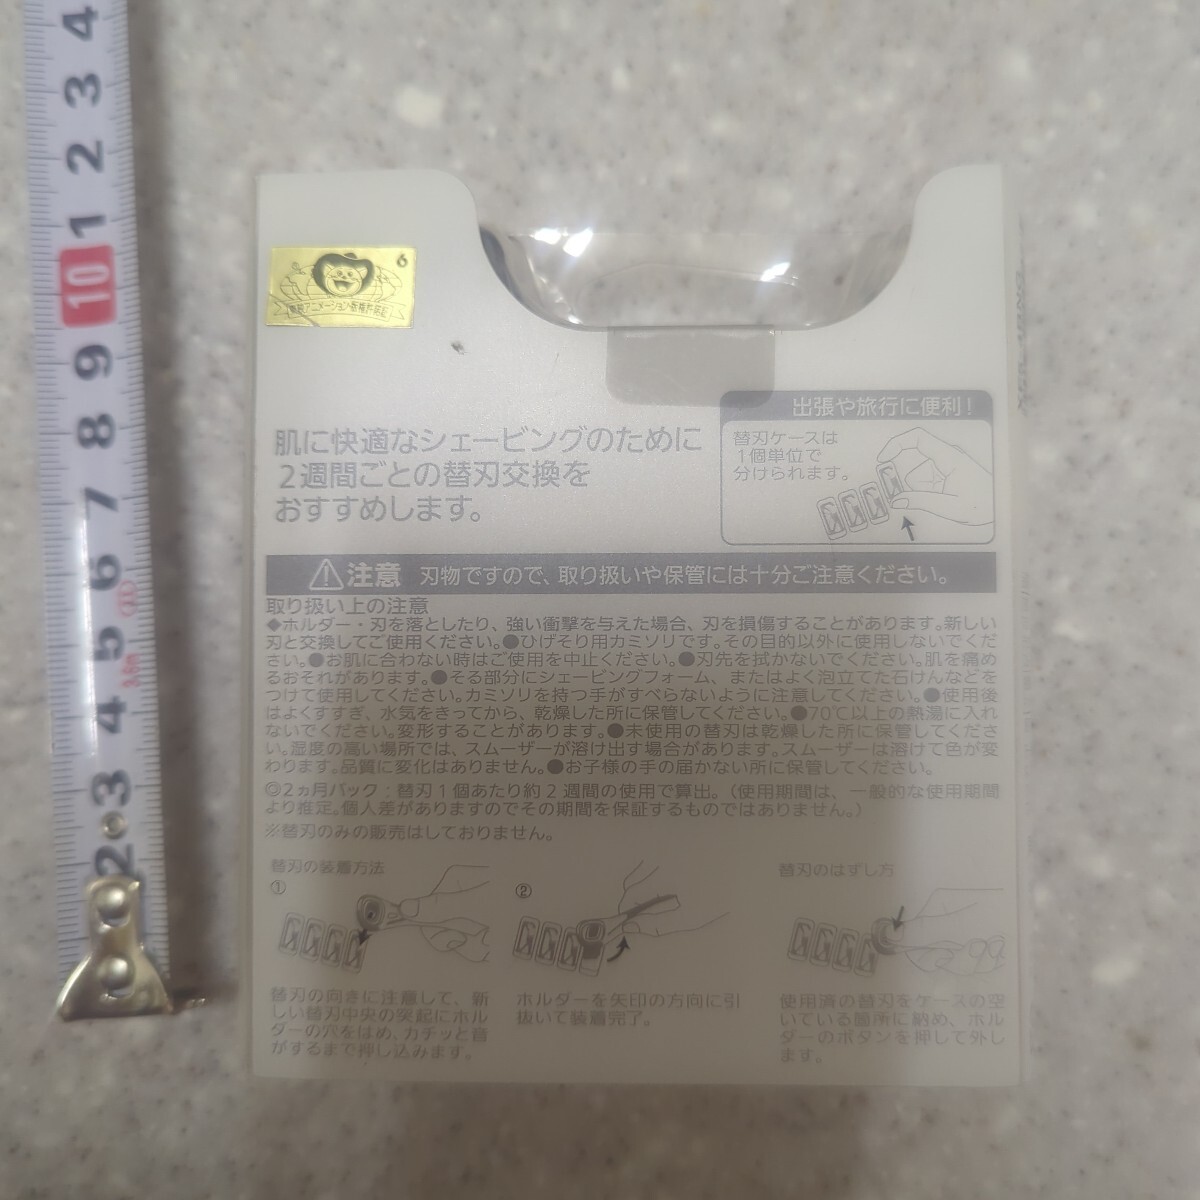 4
3
2
1
10
9
8
7
6
5
4
3
2
6
東映アニメーション版権許諾証
出張や旅行に便利!
替刃ケースは
1個単位で
分けられます。
肌に快適なシェービングのために
2週間ごとの替刃交換を
おすすめします。
注意 刃物ですので、取り扱いや保管には十分ご注意ください。
取り扱い上の注意
◆ホルダー・刃を落としたり、強い衝撃を与えた場合、刃を損傷することがあります。新しい
刃と交換してご使用ください。●ひげそり用カミソリです。その目的以外に使用しないでくだ
さい。●お肌に合わない時はご使用を中止ください。●刃先を拭かないでください。肌を痛め
るおそれがあります。●そる部分にシェービングフォーム、またはよく泡立てた石けんなどを
つけて使用してください。カミソリを持つ手がすべらないように注意してください。●使用後
はよくすすぎ、水気をきってから、乾燥した所に保管してください。●70℃以上の熱湯に入れ
ないでください。変形することがあります。●未使用の替刃は乾燥した所に保管してくださ
い。湿度の高い場所では、スムーザーが溶け出す場合があります。スムーザーは溶けて色が変
わります。品質に変化はありません。●お子様の手の届かない所に保管してください。
◎2ヵ月パック:替刃1個あたり約2週間の使用で算出。(使用期間は、一般的な使用期間
より推定。個人差がありますのでその期間を保証するものではありません。)
※替刃のみの販売はしておりません。
替刃の装着方法
①
替刃の向きに注意して、新
しい替刃中央の突起にホル
ダーの穴をはめ、カチッと音
がするまで押し込みます。
②
ホルダーを矢印の方向に引
抜いて装着完了。
替刃のはずし方
使用済の替刃をケースの空
いている箇所に納め、ホル
ダーのボタンを押して外し
ます。